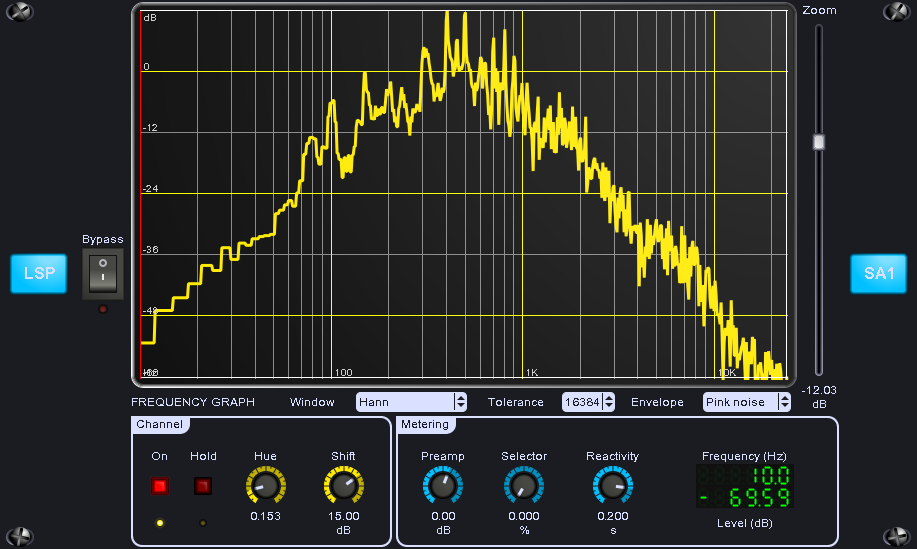 Zoom
dB
0
-12
-24
-36
-48
100
1K
10K
Bypass
LSP
SA1
-12.03
dB
FREQUENCY GRAPH Window Hann Tolerance 16384 Envelope Pink noise
Channel
Metering
On Hold Hue Shift
0.153 15.00
dB
Preamp Selector Reactivity Frequency (Hz)
10.0
-69.59
0.00 0.000 0.200 Level (dB)
dB % s